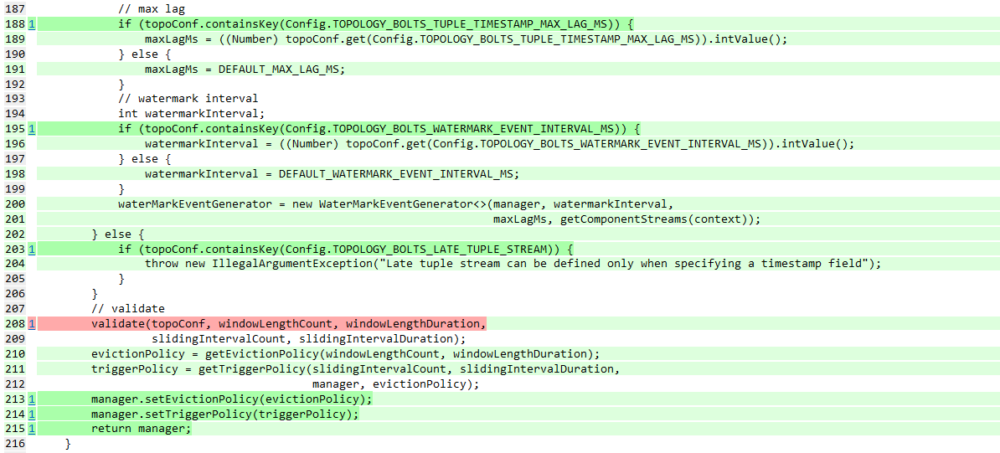 187             // max lag
188 1             if (topoConf.containsKey(Config.TOPOLOGY_BOLTS_TUPLE_TIMESTAMP_MAX_LAG_MS)) {
189                 maxLagMs = ((Number) topoConf.get(Config.TOPOLOGY_BOLTS_TUPLE_TIMESTAMP_MAX_LAG_MS)).intValue();
190             } else {
191                 maxLagMs = DEFAULT_MAX_LAG_MS;
192             }
193             // watermark interval
194             int watermarkInterval;
195 1             if (topoConf.containsKey(Config.TOPOLOGY_BOLTS_WATERMARK_EVENT_INTERVAL_MS)) {
196                 watermarkInterval = ((Number) topoConf.get(Config.TOPOLOGY_BOLTS_WATERMARK_EVENT_INTERVAL_MS)).intValue();
197             } else {
198                 watermarkInterval = DEFAULT_WATERMARK_EVENT_INTERVAL_MS;
199             }
200             waterMarkEventGenerator = new WaterMarkEventGenerator<>(manager, watermarkInterval,
201                                                                     maxLagMs, getComponentStreams(context));
202         } else {
203 1             if (topoConf.containsKey(Config.TOPOLOGY_BOLTS_LATE_TUPLE_STREAM)) {
204                 throw new IllegalArgumentException("Late tuple stream can be defined only when specifying a timestamp field");
205             }
206         }
207         // validate
208 1         validate(topoConf, windowLengthCount, windowLengthDuration,
209                  slidingIntervalCount, slidingIntervalDuration);
210         evictionPolicy = getEvictionPolicy(windowLengthCount, windowLengthDuration);
211         triggerPolicy = getTriggerPolicy(slidingIntervalCount, slidingIntervalDuration,
212                                          manager, evictionPolicy);
213 1         manager.setEvictionPolicy(evictionPolicy);
214 1         manager.setTriggerPolicy(triggerPolicy);
215 1         return manager;
216     }